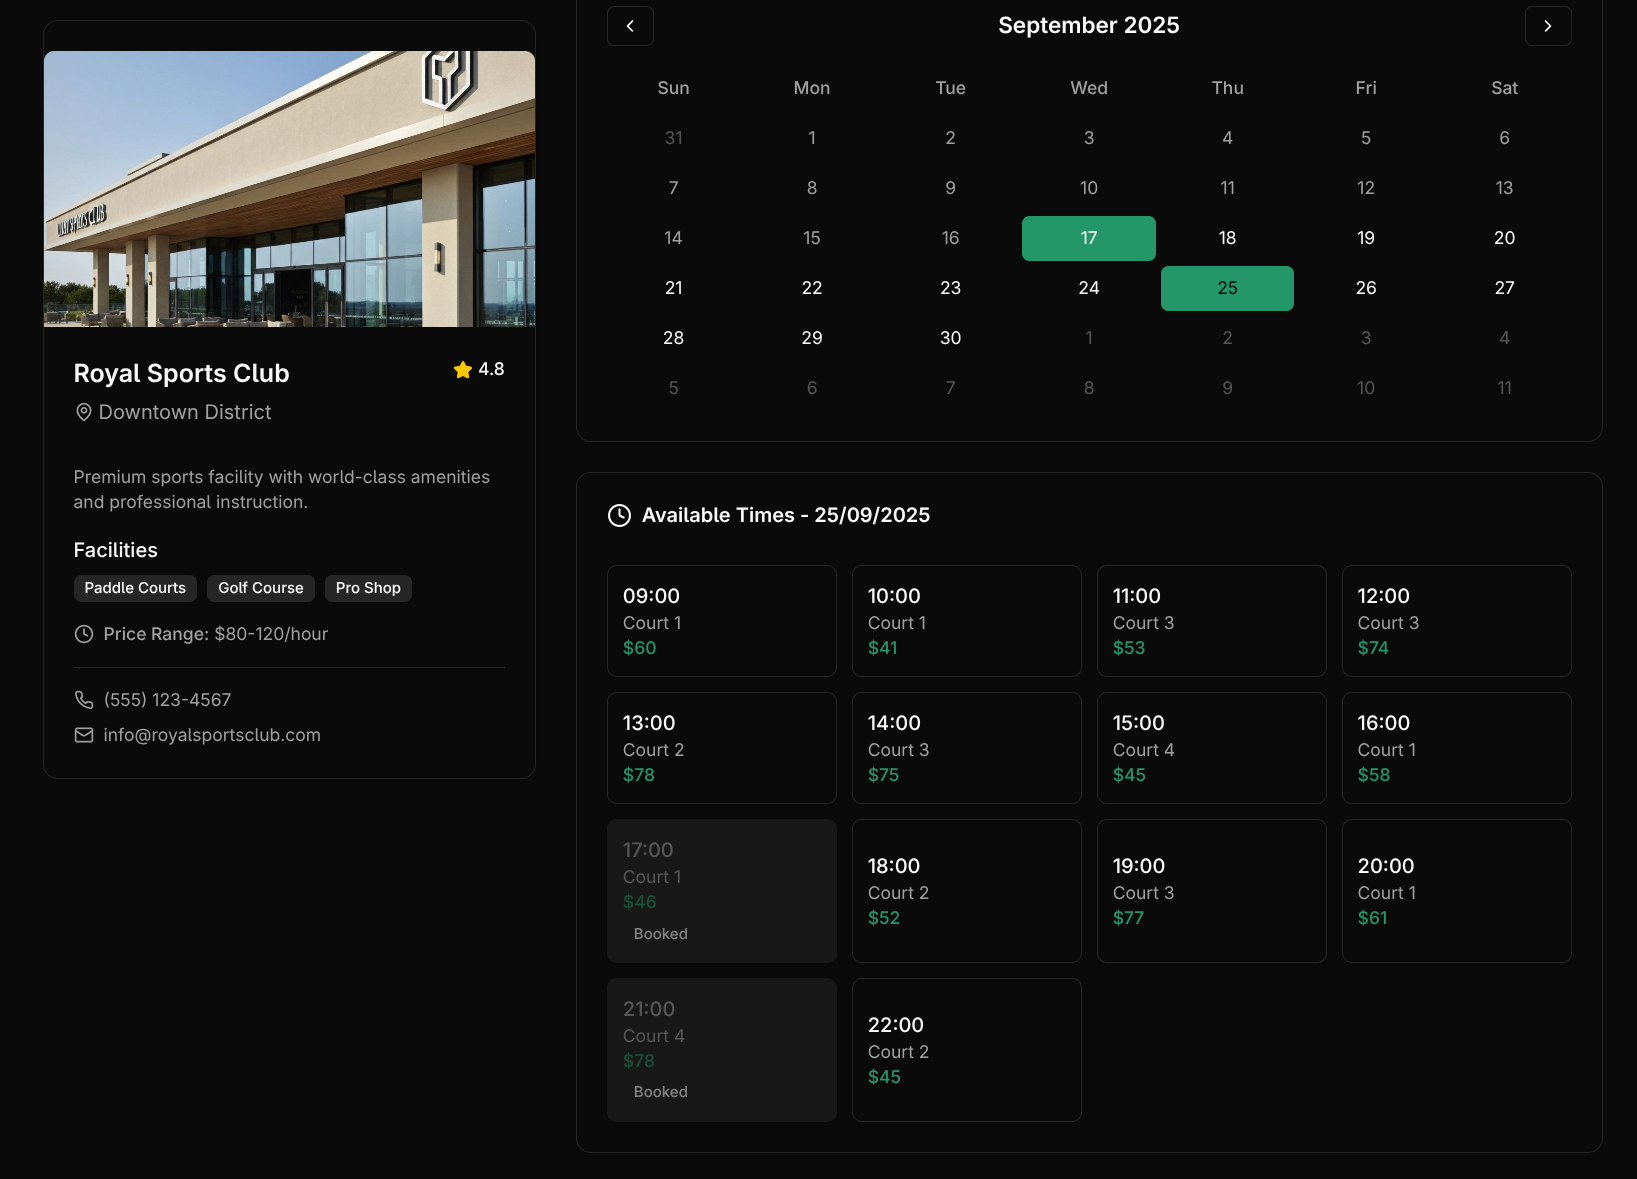 Royal Sports Club
4.8
Downtown District
Premium sports facility with world-class amenities
and professional instruction.
Facilities
Paddle Courts Golf Course Pro Shop
Price Range: $80-120/hour
(555) 123-4567
info@royalsportsclub.com
September 2025
Sun Mon Tue Wed Thu Fri Sat
31 1 2 3 4 5 6
7 8 9 10 11 12 13
14 15 16 17 18 19 20
21 22 23 24 25 26 27
28 29 30 1 2 3 4
5 6 7 8 9 10 11
Available Times - 25/09/2025
09:00
Court 1
$60
10:00
Court 1
$41
11:00
Court 3
$53
12:00
Court 3
$74
13:00
Court 2
$78
14:00
Court 3
$75
15:00
Court 4
$45
16:00
Court 1
$58
17:00
Court 1
$46
Booked
18:00
Court 2
$52
19:00
Court 3
$77
20:00
Court 1
$61
21:00
Court 4
$78
Booked
22:00
Court 2
$45